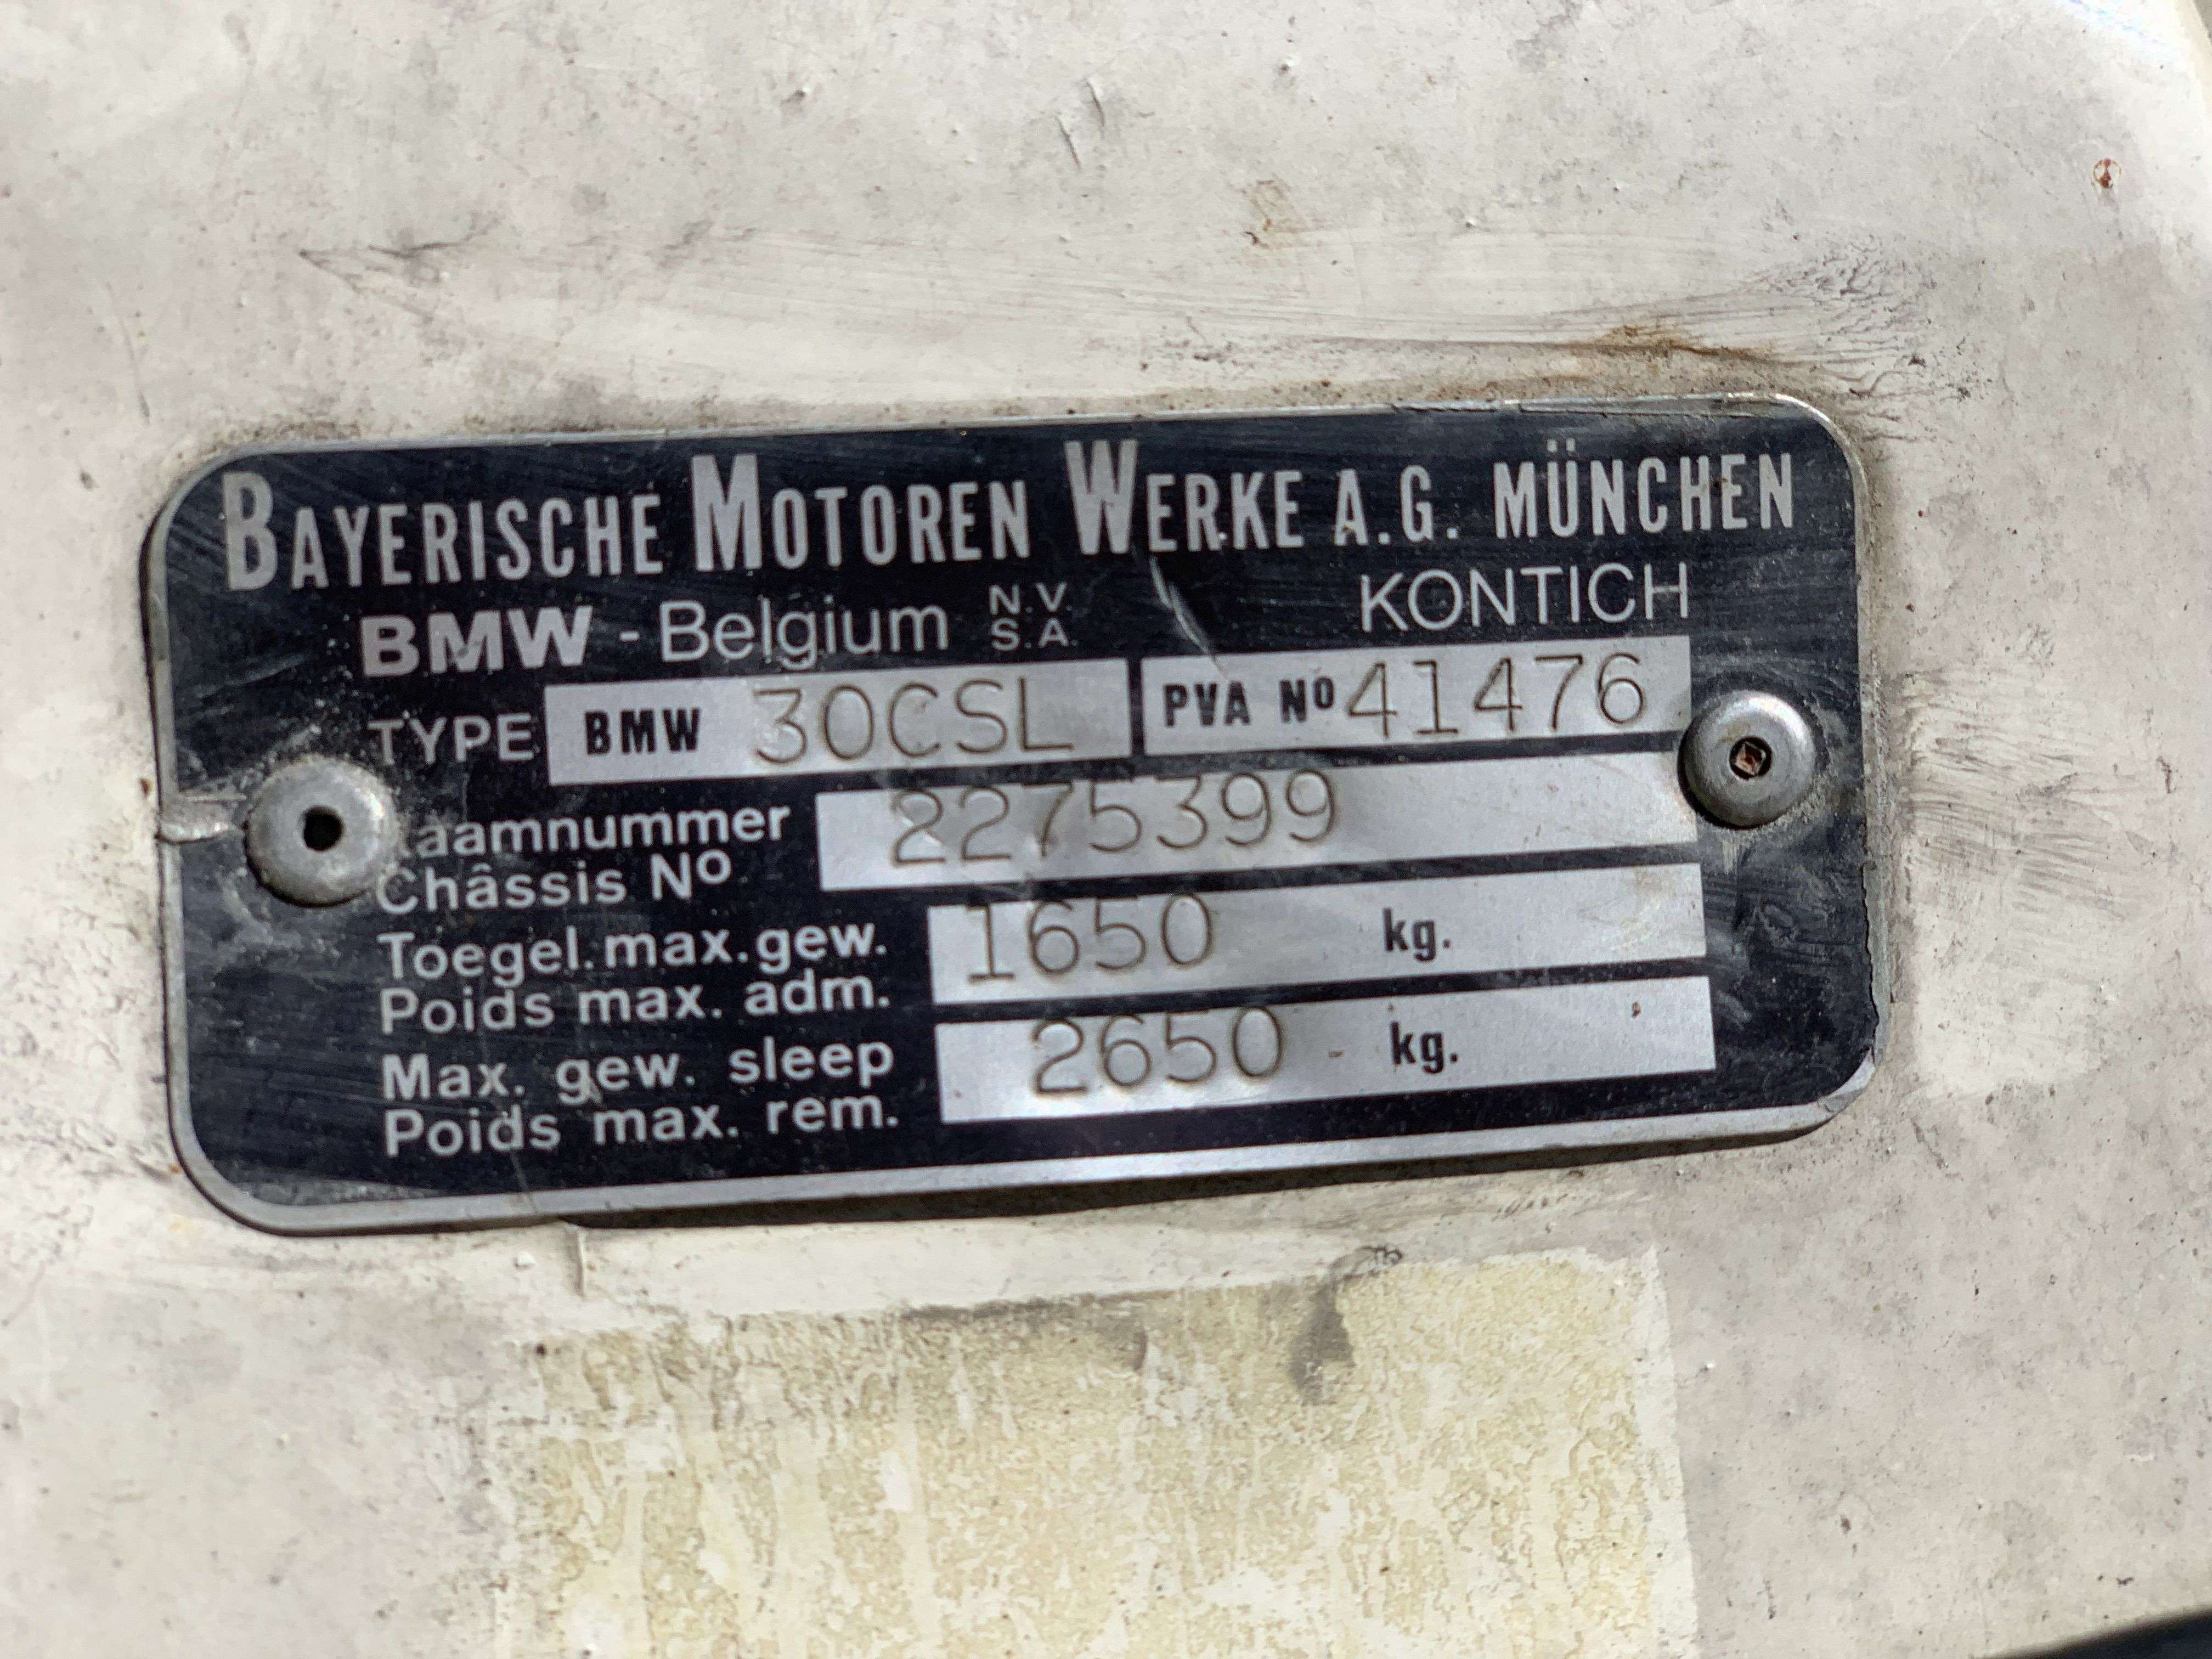 BAYERISCHE MOTOREN WERKE A.G. MÜNCHEN
BMW - Belgium N.V. S.A. KONTICH
TYPE BMW 30CSL PVA Nº 41476
aamnummer 2275399
Châssis Nº
Toegel. max. gew. 1650 kg.
Poids max. adm.
Max. gew. sleep 2650 kg.
Poids max. rem.